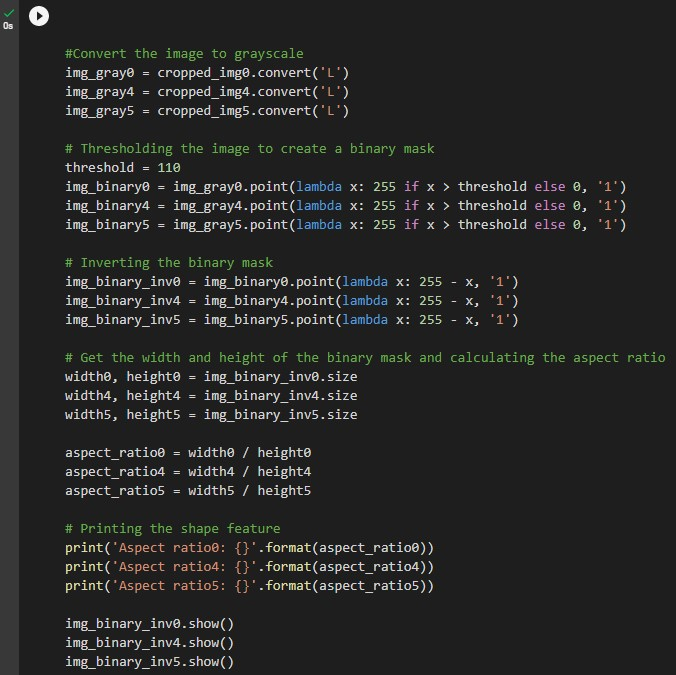 0s
#Convert the image to grayscale
img_gray0 = cropped_img0.convert('L')
img_gray4 = cropped_img4.convert('L')
img_gray5 = cropped_img5.convert('L')
# Thresholding the image to create a binary mask
threshold = 110
img_binary0 = img_gray0.point(lambda x: 255 if x > threshold else 0, '1')
img_binary4 = img_gray4.point(lambda x: 255 if x > threshold else 0, '1')
img_binary5 = img_gray5.point(lambda x: 255 if x > threshold else 0, '1')
# Inverting the binary mask
img_binary_inv0 = img_binary0.point(lambda x: 255 - x, '1')
img_binary_inv4 = img_binary4.point(lambda x: 255 - x, '1')
img_binary_inv5 = img_binary5.point(lambda x: 255 - x, '1')
# Get the width and height of the binary mask and calculating the aspect ratio
width0, height0 = img_binary_inv0.size
width4, height4 = img_binary_inv4.size
width5, height5 = img_binary_inv5.size
aspect_ratio0 = width0 / height0
aspect_ratio4 = width4 / height4
aspect_ratio5 = width5 / height5
# Printing the shape feature
print('Aspect ratio0: {}'.format(aspect_ratio0))
print('Aspect ratio4: {}'.format(aspect_ratio4))
print('Aspect ratio5: {}'.format(aspect_ratio5))
img_binary_inv0.show()
img_binary_inv4.show()
img_binary_inv5.show()